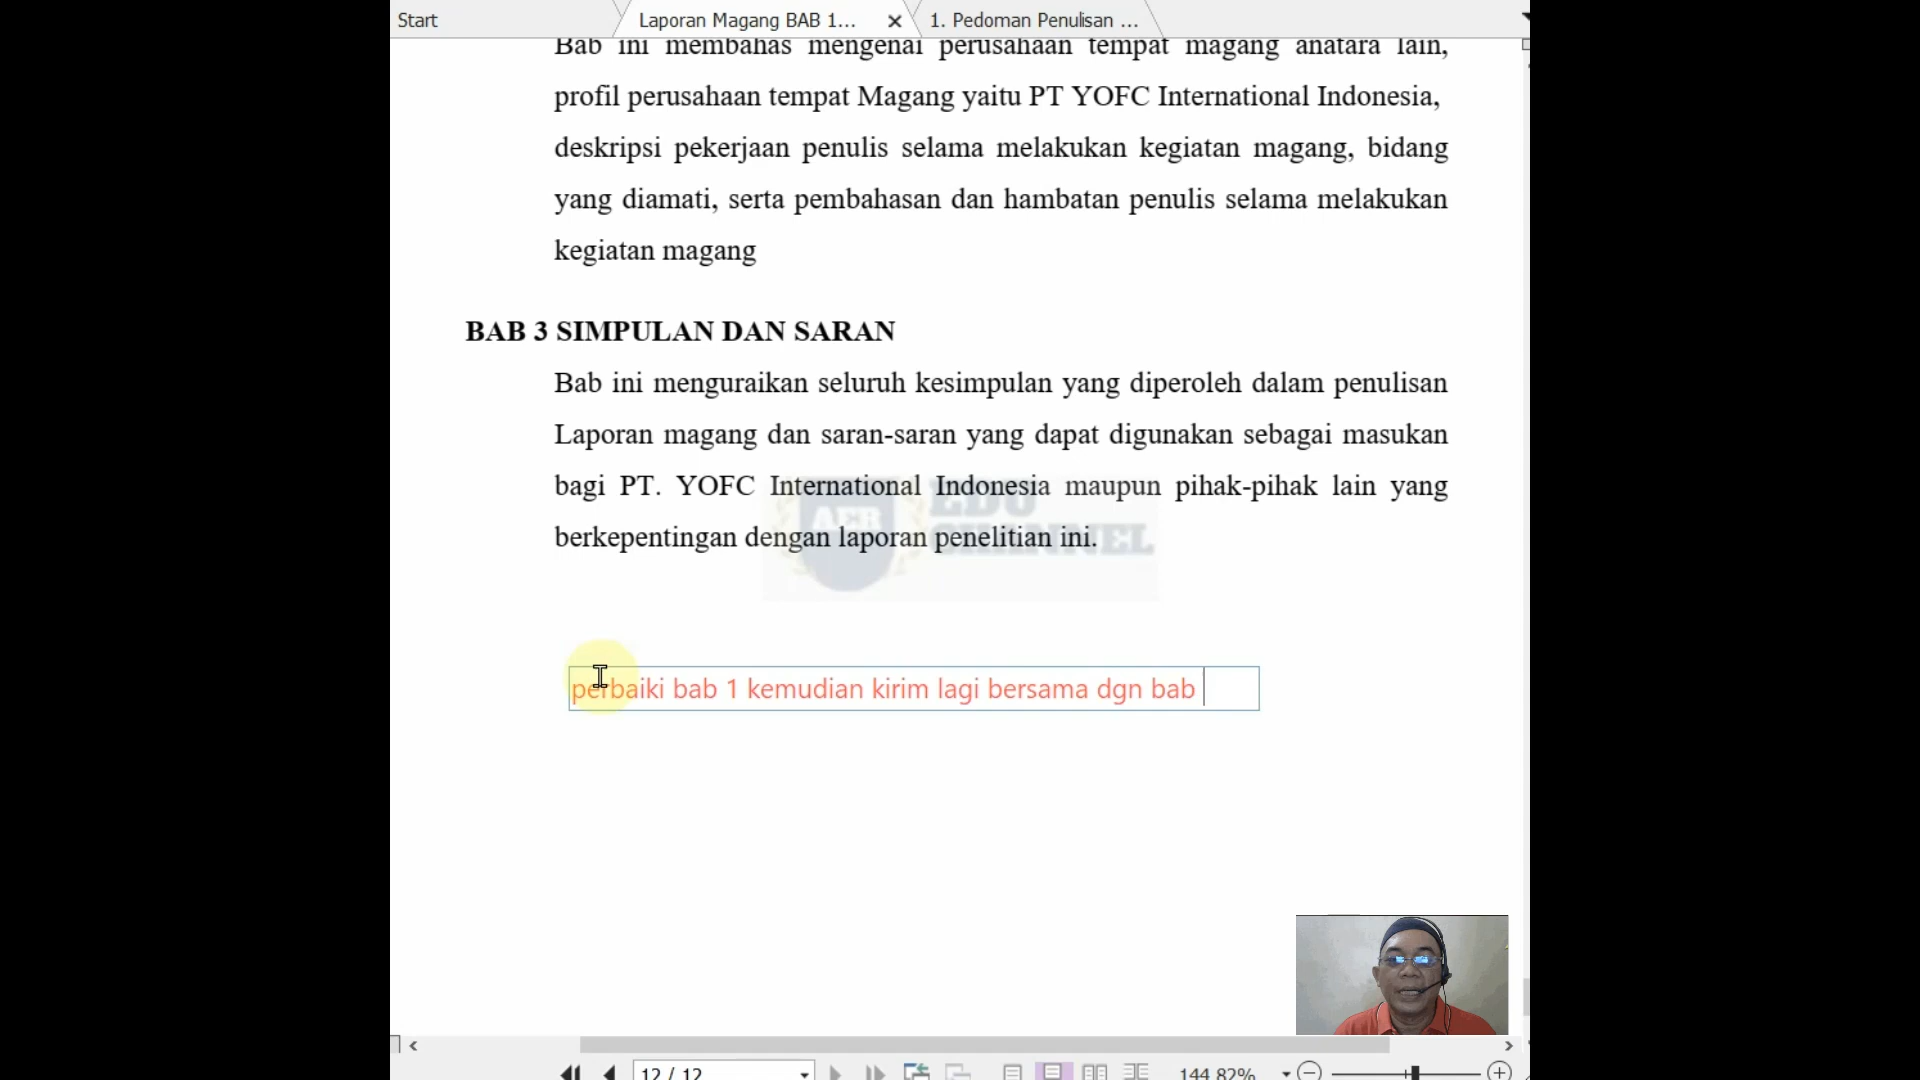 Start
Laporan Magang BAB 1...
1. Pedoman Penulisan ...
Bab ini membahas mengenai perusahaan tempat magang anatara lain,
profil perusahaan tempat Magang yaitu PT YOFC International Indonesia,
deskripsi pekerjaan penulis selama melakukan kegiatan magang, bidang
yang diamati, serta pembahasan dan hambatan penulis selama melakukan
kegiatan magang
BAB 3 SIMPULAN DAN SARAN
Bab ini menguraikan seluruh kesimpulan yang diperoleh dalam penulisan
Laporan magang dan saran-saran yang dapat digunakan sebagai masukan
bagi PT. YOFC International Indonesia maupun pihak-pihak lain yang
berkepentingan dengan laporan penelitian ini.
AER
EDU
CHANNEL
perbaiki bab 1 kemudian kirim lagi bersama dgn bab
12 / 12
144.82%